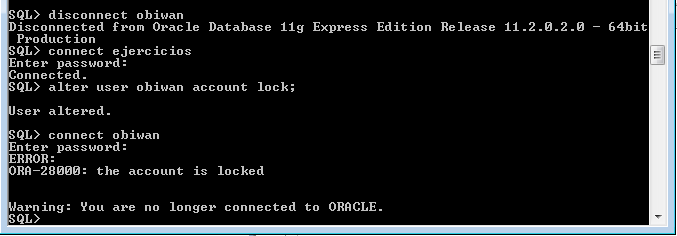 SQL> disconnect obiwan
Disconnected from Oracle Database 11g Express Edition Release 11.2.0.2.0 - 64bit
 Production
SQL> connect ejercicios
Enter password:
Connected.
SQL> alter user obiwan account lock;
User altered.
SQL> connect obiwan
Enter password:
ERROR:
ORA-28000: the account is locked
Warning: You are no longer connected to ORACLE.
SQL>